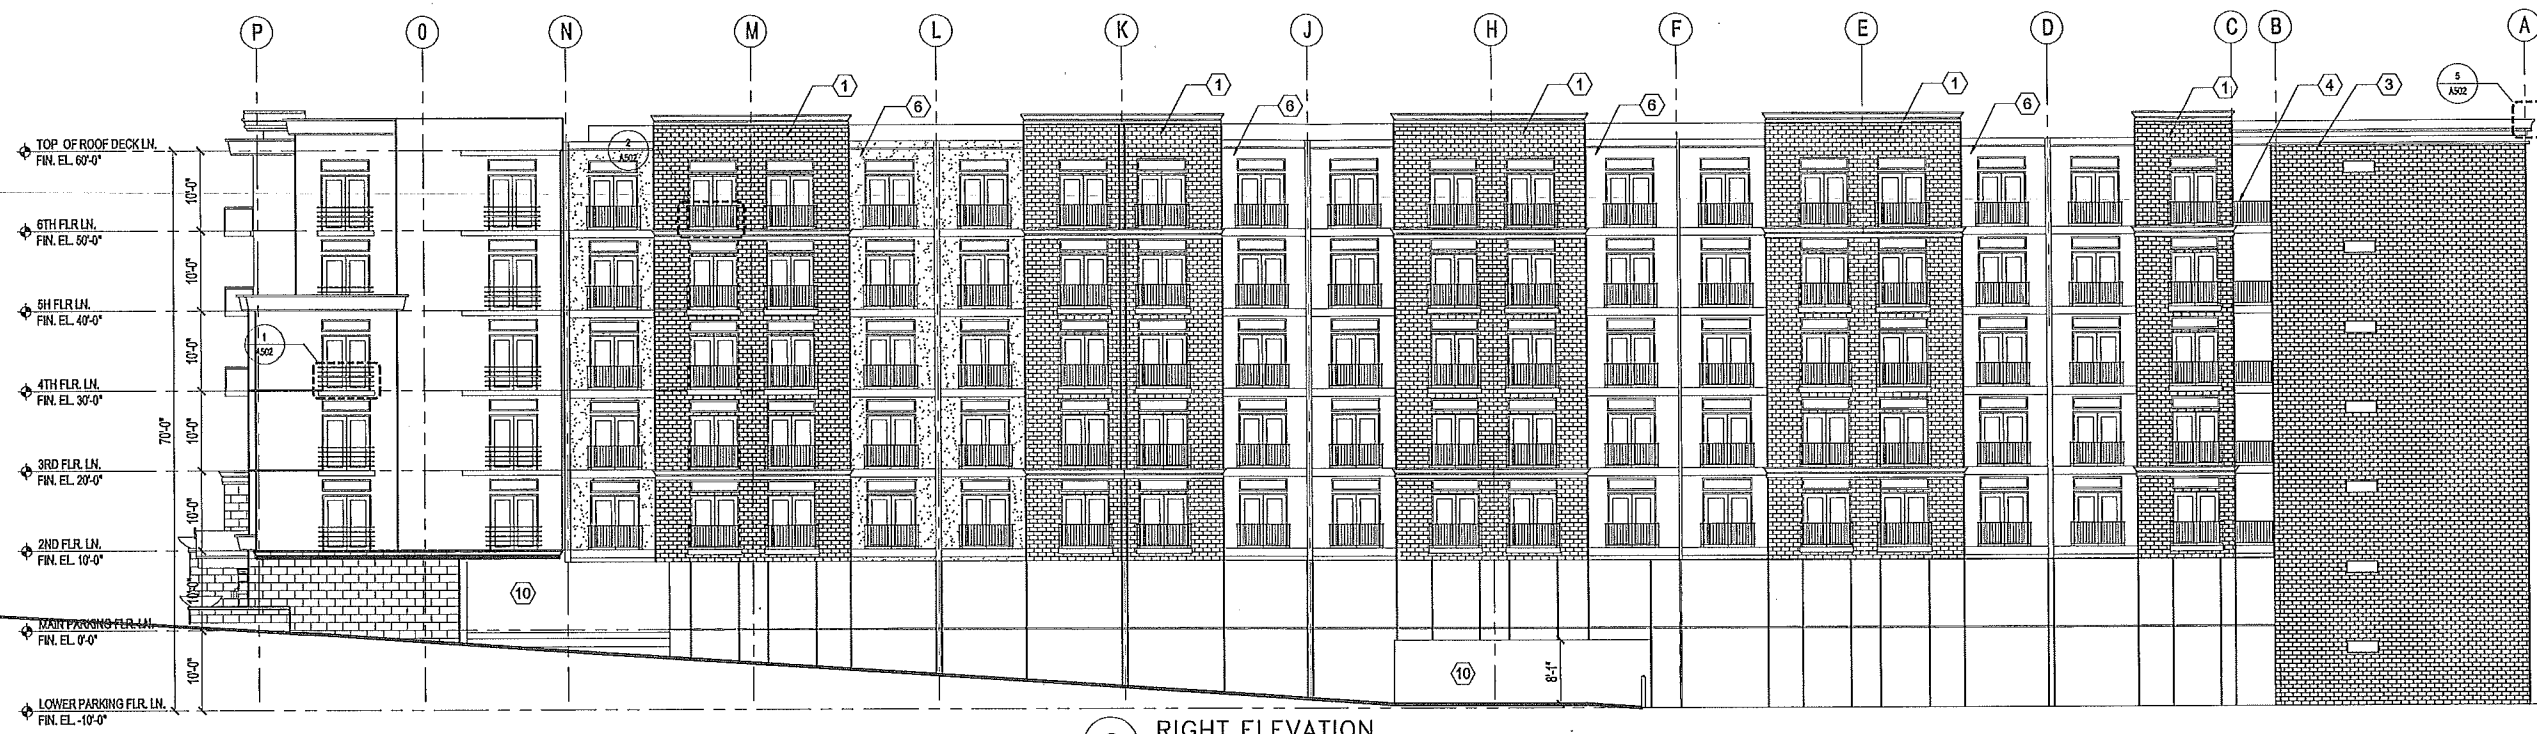 P O N M L K J H F E D C B A
1 1 1 1 1 4 3
5
A502
6 6 6 6
2
A502
TOP OF ROOF DECK LN.
FIN. EL. 60'-0"
10'-0"
6TH FLR LN.
FIN. EL. 50'-0"
10'-0"
5H FLR LN.
FIN. EL. 40'-0"
1
A502
10'-0"
4TH FLR. LN.
FIN. EL. 30'-0"
70'-0"
10'-0"
3RD FLR. LN.
FIN. EL. 20'-0"
10'-0"
2ND FLR. LN.
FIN. EL. 10'-0"
10'-0"
10
MAIN PARKING FLR. LN.
FIN. EL. 0'-0"
10'-0"
10
8'-1"
LOWER PARKING FLR. LN.
FIN. EL. -10'-0"
RIGHT ELEVATION